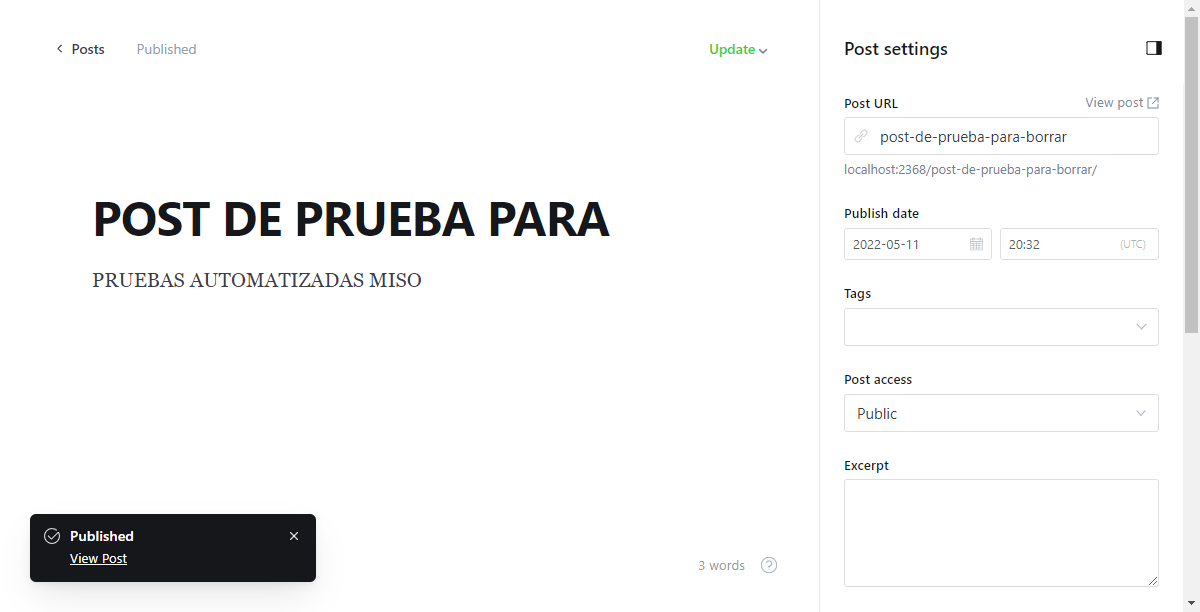 Posts Published Update
POST DE PRUEBA PARA
PRUEBAS AUTOMATIZADAS MISO
Published
View Post
3 words
Post settings
Post URL View post
post-de-prueba-para-borrar
localhost:2368/post-de-prueba-para-borrar/
Publish date
2022-05-11 20:32 (UTC)
Tags
Post access
Public
Excerpt